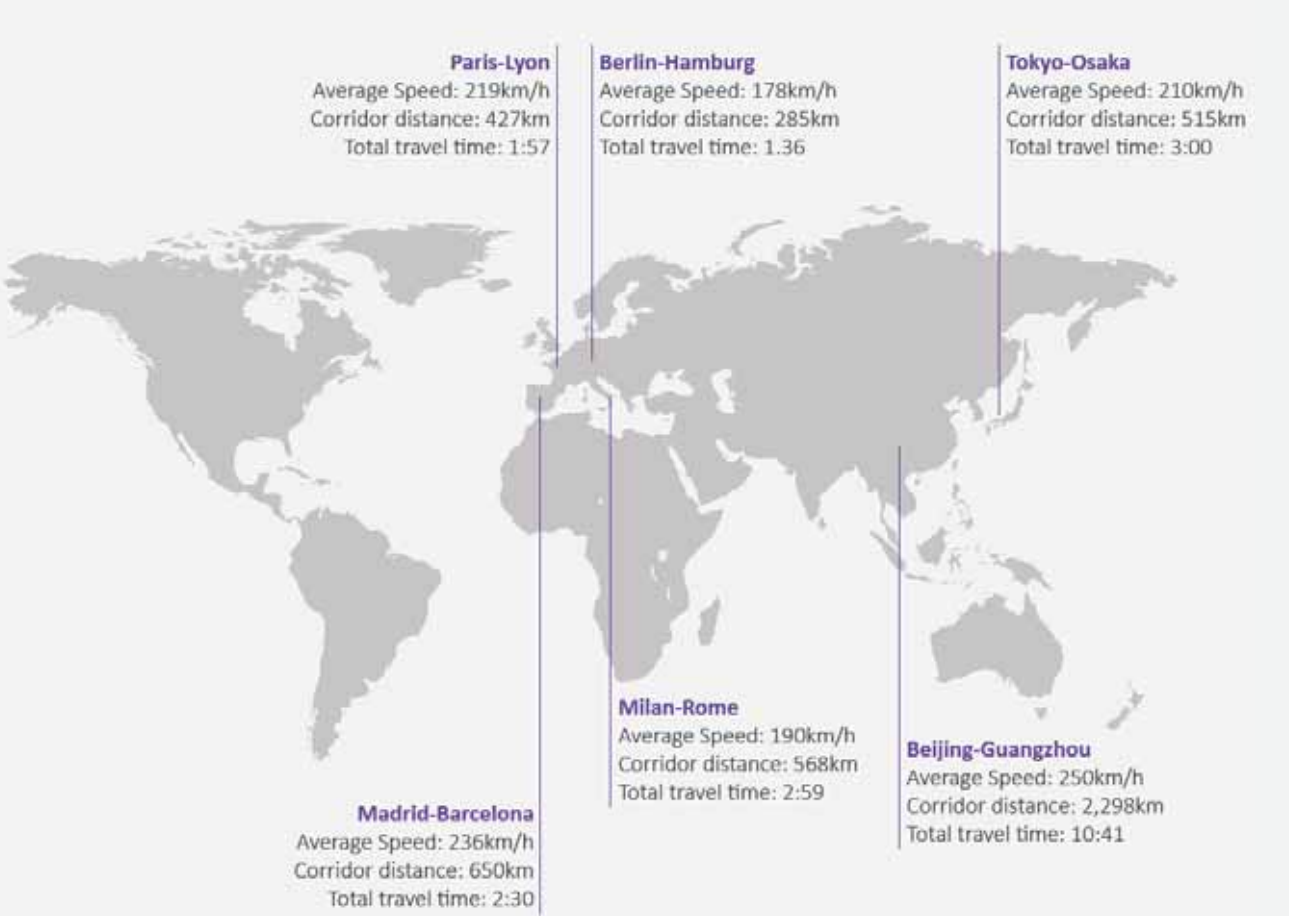 Paris-Lyon
Average Speed: 219km/h
Corridor distance: 427km
Total travel time: 1:57
Berlin-Hamburg
Average Speed: 178km/h
Corridor distance: 285km
Total travel time: 1.36
Tokyo-Osaka
Average Speed: 210km/h
Corridor distance: 515km
Total travel time: 3:00
Milan-Rome
Average Speed: 190km/h
Corridor distance: 568km
Total travel time: 2:59
Beijing-Guangzhou
Average Speed: 250km/h
Corridor distance: 2,298km
Total travel time: 10:41
Madrid-Barcelona
Average Speed: 236km/h
Corridor distance: 650km
Total travel time: 2:30